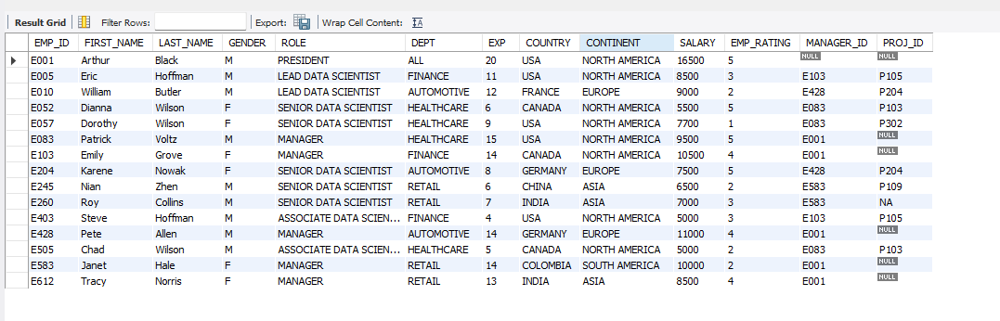 Result Grid Filter Rows: Export: Wrap Cell Content: IA
EMP_ID FIRST_NAME LAST_NAME GENDER ROLE DEPT EXP COUNTRY CONTINENT SALARY EMP_RATING MANAGER_ID PROJ_ID
E001 Arthur Black M PRESIDENT ALL 20 USA NORTH AMERICA 16500 5 NULL NULL
E005 Eric Hoffman M LEAD DATA SCIENTIST FINANCE 11 USA NORTH AMERICA 8500 3 E103 P105
E010 William Butler M LEAD DATA SCIENTIST AUTOMOTIVE 12 FRANCE EUROPE 9000 2 E428 P204
E052 Dianna Wilson F SENIOR DATA SCIENTIST HEALTHCARE 6 CANADA NORTH AMERICA 5500 5 E083 P103
E057 Dorothy Wilson F SENIOR DATA SCIENTIST HEALTHCARE 9 USA NORTH AMERICA 7700 1 E083 P302
E083 Patrick Voltz M MANAGER HEALTHCARE 15 USA NORTH AMERICA 9500 5 E001 NULL
E103 Emily Grove F MANAGER FINANCE 14 CANADA NORTH AMERICA 10500 4 E001 NULL
E204 Karene Nowak F SENIOR DATA SCIENTIST AUTOMOTIVE 8 GERMANY EUROPE 7500 5 E428 P204
E245 Nian Zhen M SENIOR DATA SCIENTIST RETAIL 6 CHINA ASIA 6500 2 E583 P109
E260 Roy Collins M SENIOR DATA SCIENTIST RETAIL 7 INDIA ASIA 7000 3 E583 NA
E403 Steve Hoffman M ASSOCIATE DATA SCIEN... FINANCE 4 USA NORTH AMERICA 5000 3 E103 P105
E428 Pete Allen M MANAGER AUTOMOTIVE 14 GERMANY EUROPE 11000 4 E001 NULL
E505 Chad Wilson M ASSOCIATE DATA SCIEN... HEALTHCARE 5 CANADA NORTH AMERICA 5000 2 E083 P103
E583 Janet Hale F MANAGER RETAIL 14 COLOMBIA SOUTH AMERICA 10000 2 E001 NULL
E612 Tracy Norris F MANAGER RETAIL 13 INDIA ASIA 8500 4 E001 NULL